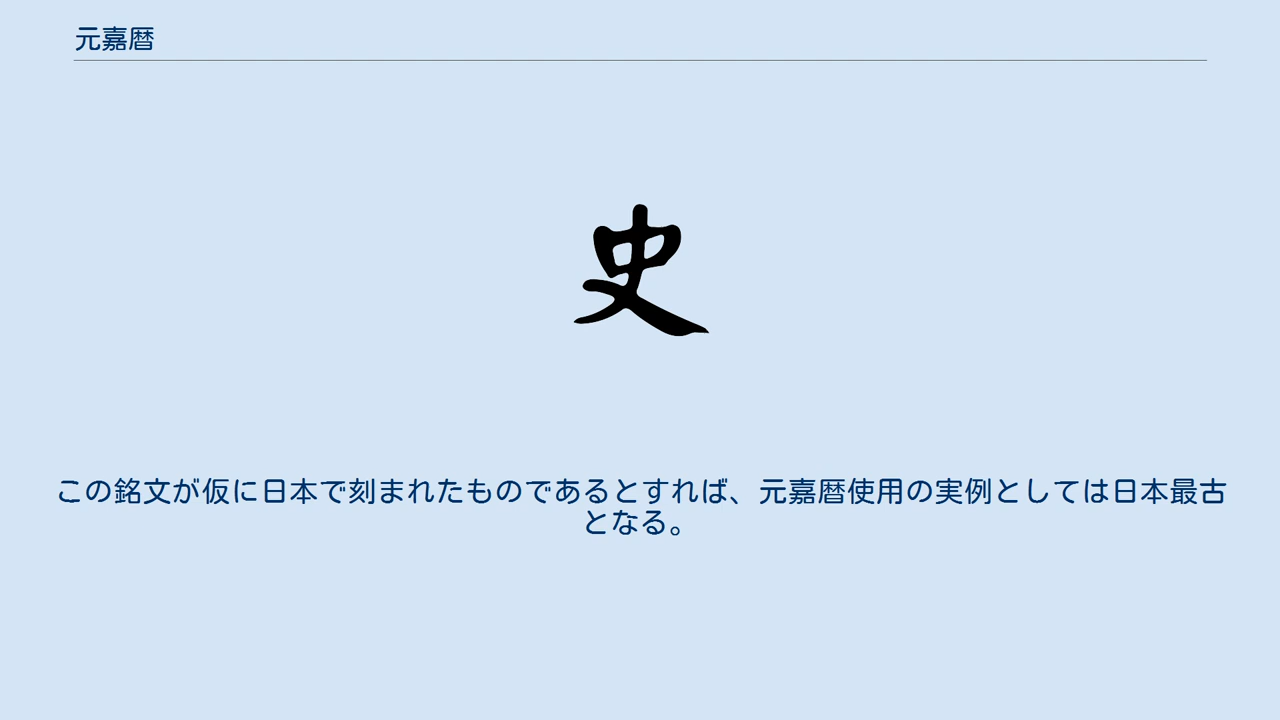 元嘉暦
史
この銘文が仮に日本で刻まれたものであるとすれば、元嘉暦使用の実例としては日本最古
となる。